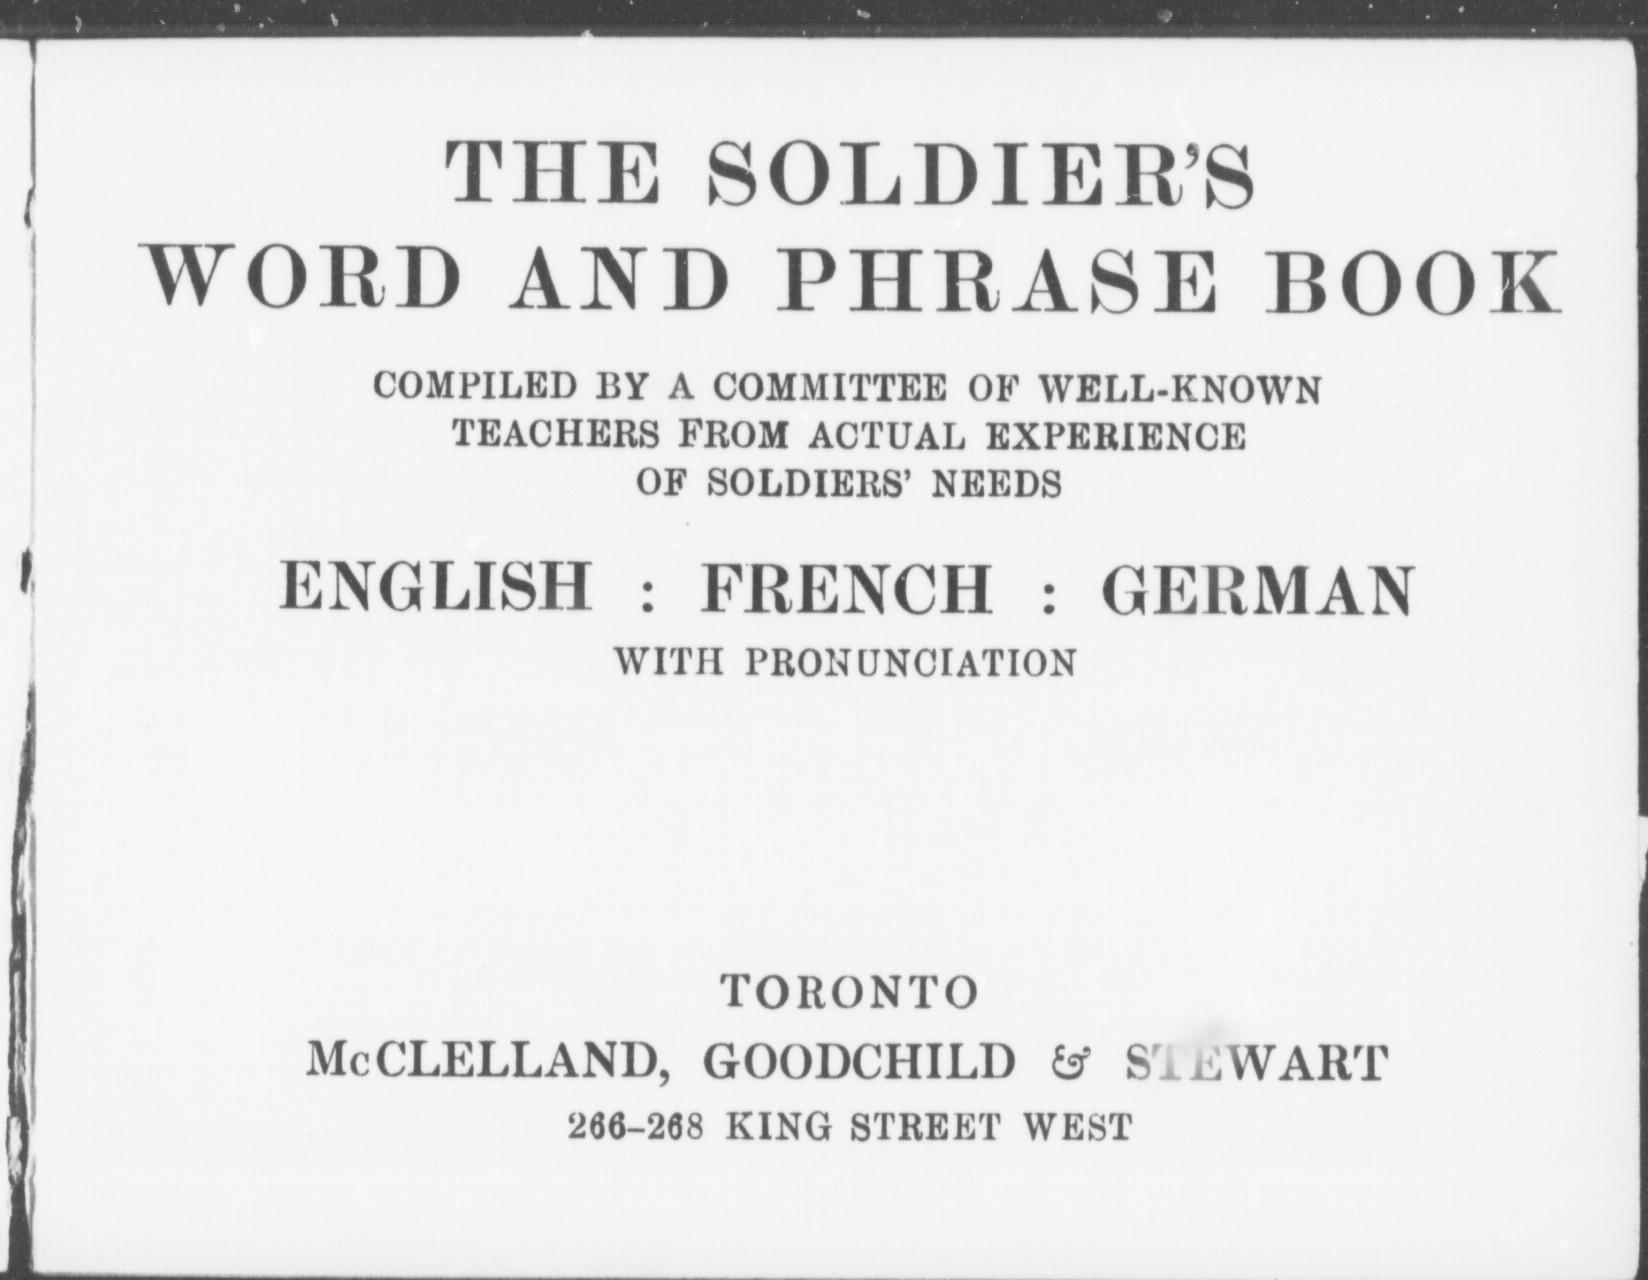 THE SOLDIER'S
WORD AND PHRASE BOOK
COMPILED BY A COMMITTEE OF WELL-KNOWN
TEACHERS FROM ACTUAL EXPERIENCE
OF SOLDIERS' NEEDS
ENGLISH : FRENCH : GERMAN
WITH PRONUNCIATION
TORONTO
McCLELLAND, GOODCHILD & STEWART
266–268 KING STREET WEST